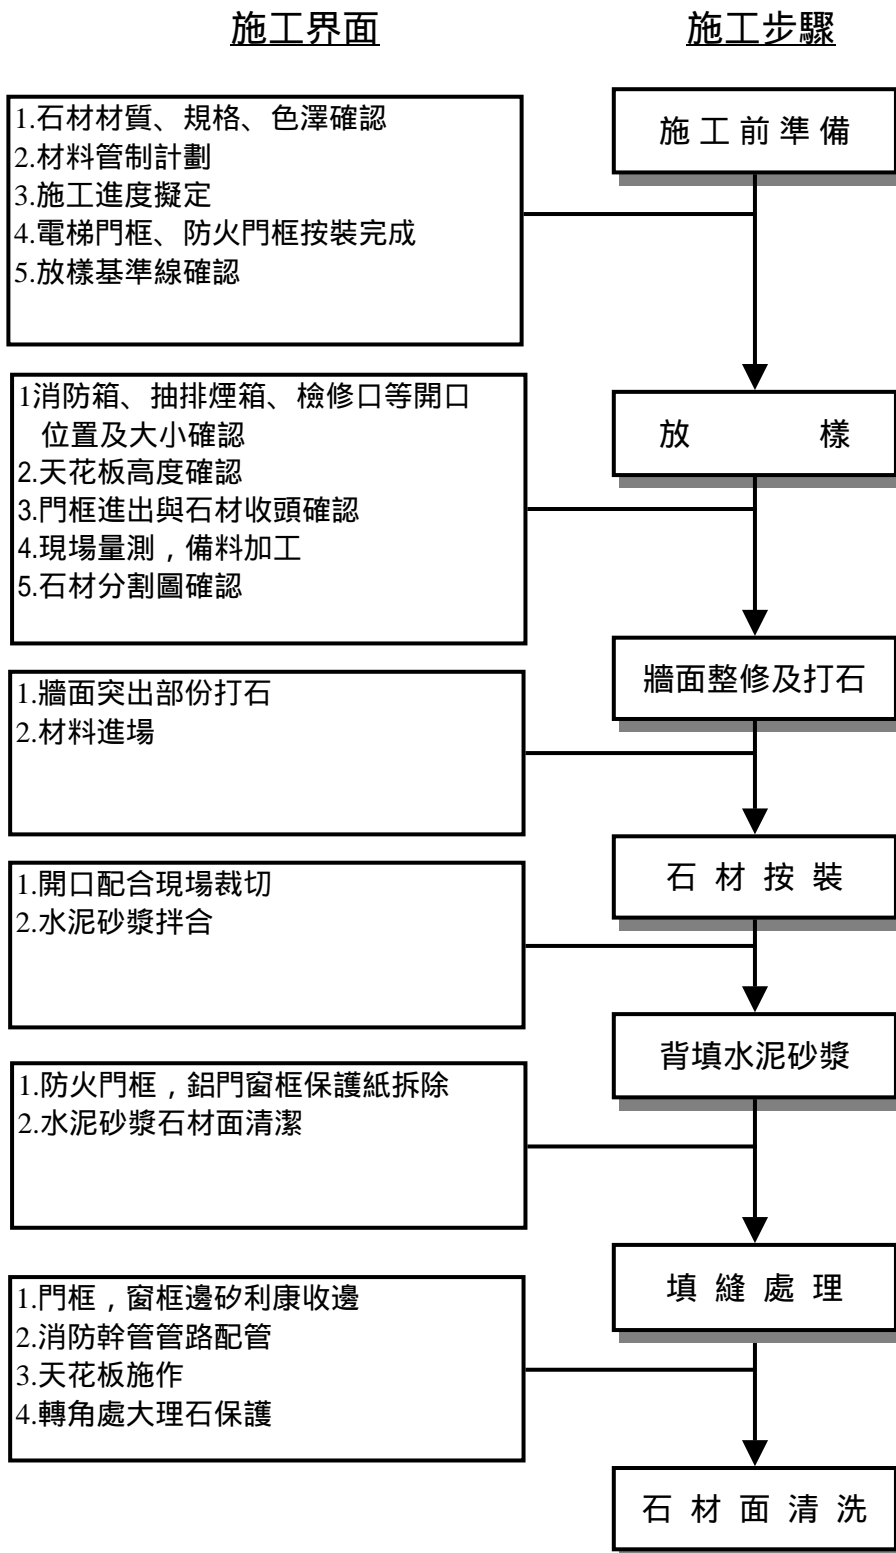 施工界面
施工步驟
1.石材材質、規格、色澤確認
2.材料管制計劃
3.施工進度擬定
4.電梯門框、防火門框按裝完成
5.放樣基準線確認
施工前準備
1消防箱、抽排煙箱、檢修口等開口
位置及大小確認
2.天花板高度確認
3.門框進出與石材收頭確認
4.現場量測，備料加工
5.石材分割圖確認
放 樣
1.牆面突出部份打石
2.材料進場
牆面整修及打石
1.開口配合現場裁切
2.水泥砂漿拌合
石材按裝
1.防火門框，鋁門窗框保護紙拆除
2.水泥砂漿石材面清潔
背填水泥砂漿
1.門框，窗框邊矽利康收邊
2.消防幹管管路配管
3.天花板施作
4.轉角處大理石保護
填縫處理
石材面清洗